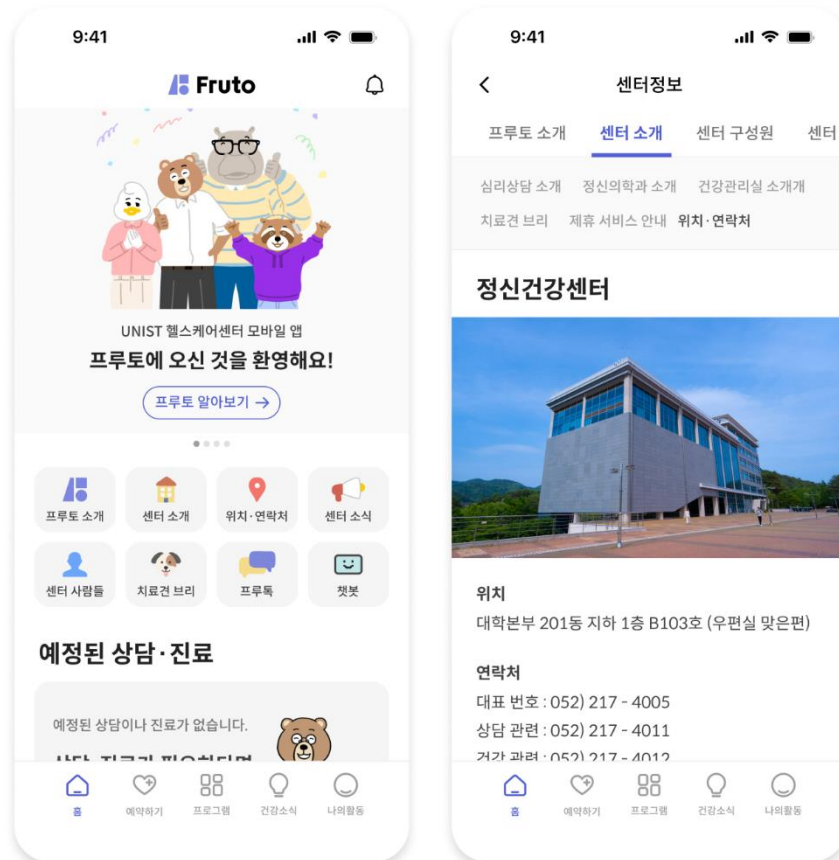 9:41
Fruto
UNIST 헬스케어센터 모바일 앱
프루토에 오신 것을 환영해요!
프루토 알아보기 →
프루토 소개
센터 소개
위치·연락처
센터 소식
센터 사람들
치료견 브리
프루톡
챗봇
예정된 상담·진료
예정된 상담이나 진료가 없습니다.
홈
예약하기
프로그램
건강소식
나의활동
9:41
센터정보
프루토 소개 센터 소개 센터 구성원 센터
심리상담 소개 정신의학과 소개 건강관리실 소개개
치료견 브리 제휴 서비스 안내 위치·연락처
정신건강센터
위치
대학본부 201동 지하 1층 B103호 (우편실 맞은편)
연락처
대표 번호 : 052) 217 - 4005
상담 관련 : 052) 217 - 4011
건강 관련 : 052) 217 - 4012
홈
예약하기
프로그램
건강소식
나의활동